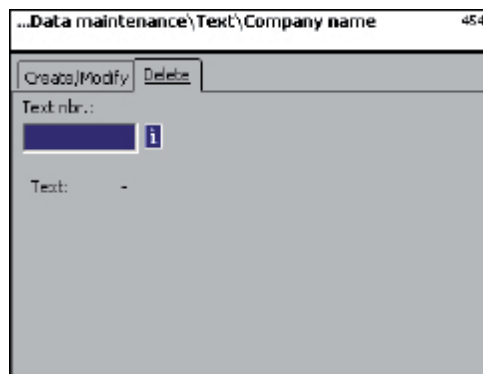 ...Data maintenance\Text\Company name 454
Create/Modify Delete
Text nbr.:
i
Text: -